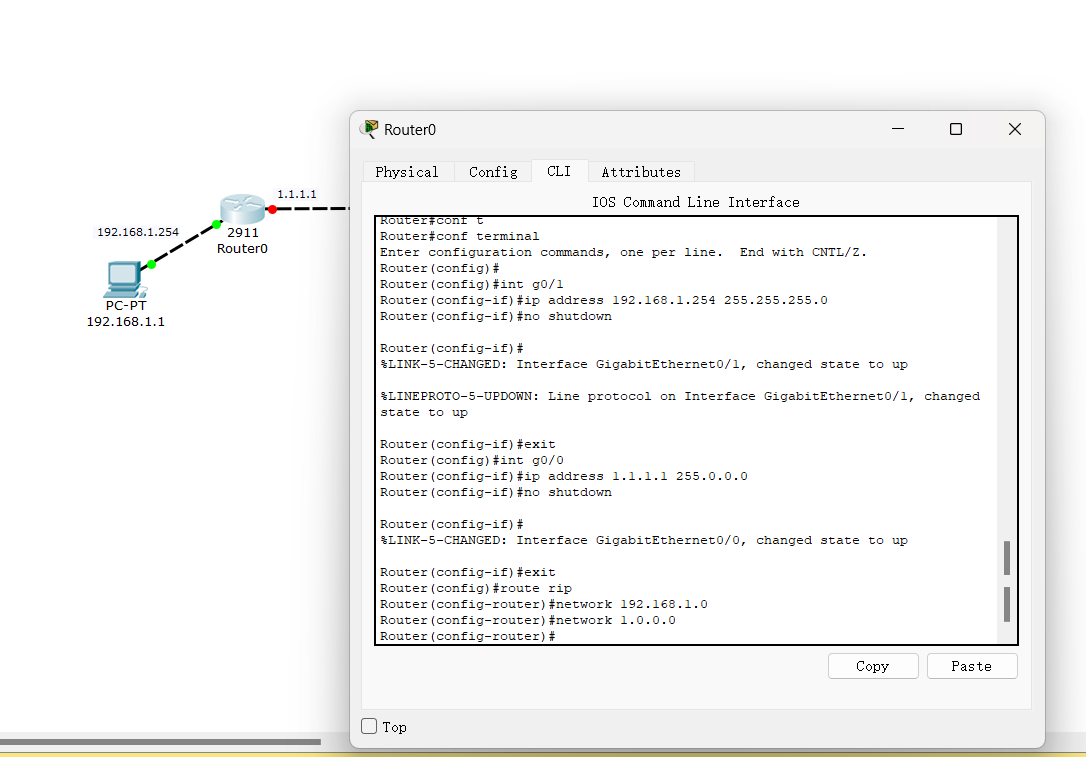 1.1.1.1
192.168.1.254
2911
Router0
PC-PT
192.168.1.1
Router0
Physical Config CLI Attributes
IOS Command Line Interface
Router#conf t
Router#conf terminal
Enter configuration commands, one per line.  End with CNTL/Z.
Router(config)#
Router(config)#int g0/1
Router(config-if)#ip address 192.168.1.254 255.255.255.0
Router(config-if)#no shutdown
Router(config-if)#
%LINK-5-CHANGED: Interface GigabitEthernet0/1, changed state to up
%LINEPROTO-5-UPDOWN: Line protocol on Interface GigabitEthernet0/1, changed
state to up
Router(config-if)#exit
Router(config)#int g0/0
Router(config-if)#ip address 1.1.1.1 255.0.0.0
Router(config-if)#no shutdown
Router(config-if)#
%LINK-5-CHANGED: Interface GigabitEthernet0/0, changed state to up
Router(config-if)#exit
Router(config)#route rip
Router(config-router)#network 192.168.1.0
Router(config-router)#network 1.0.0.0
Router(config-router)#
Copy Paste
Top